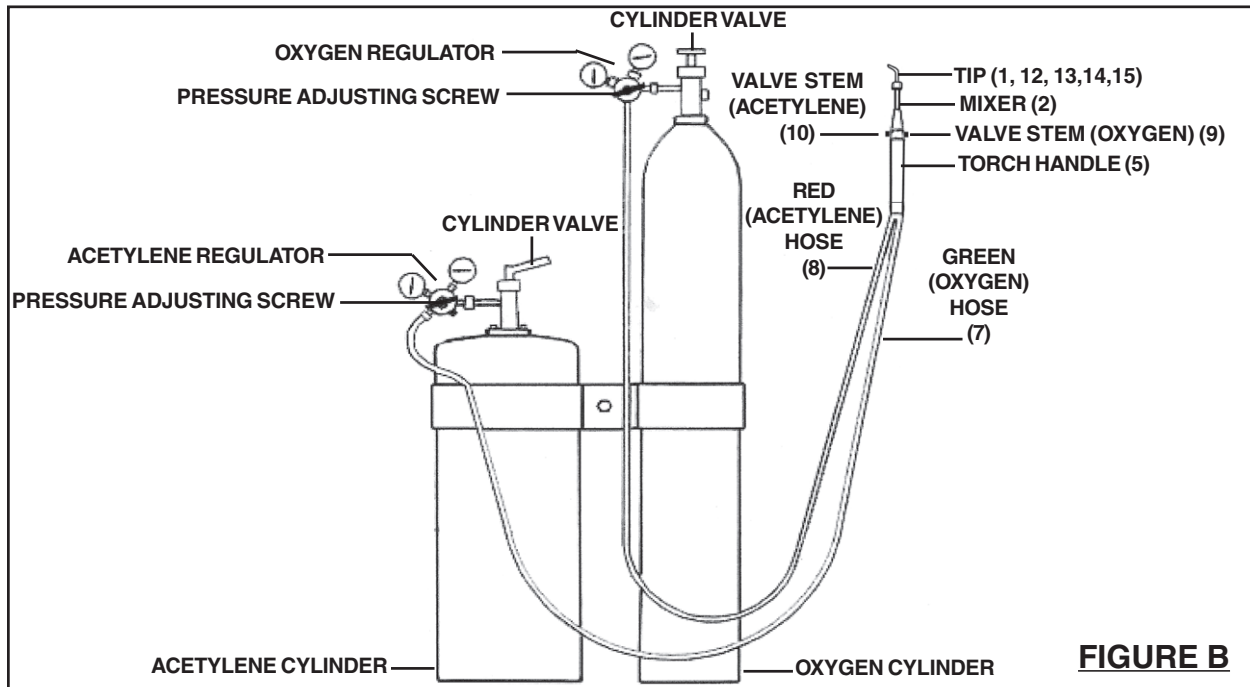 CYLINDER VALVE
OXYGEN REGULATOR
PRESSURE ADJUSTING SCREW
VALVE STEM
(ACETYLENE)
(10)
TIP (1, 12, 13,14,15)
MIXER (2)
VALVE STEM (OXYGEN) (9)
TORCH HANDLE (5)
RED
(ACETYLENE)
HOSE
(8)
GREEN
(OXYGEN)
HOSE
(7)
CYLINDER VALVE
ACETYLENE REGULATOR
PRESSURE ADJUSTING SCREW
ACETYLENE CYLINDER
OXYGEN CYLINDER
FIGURE B